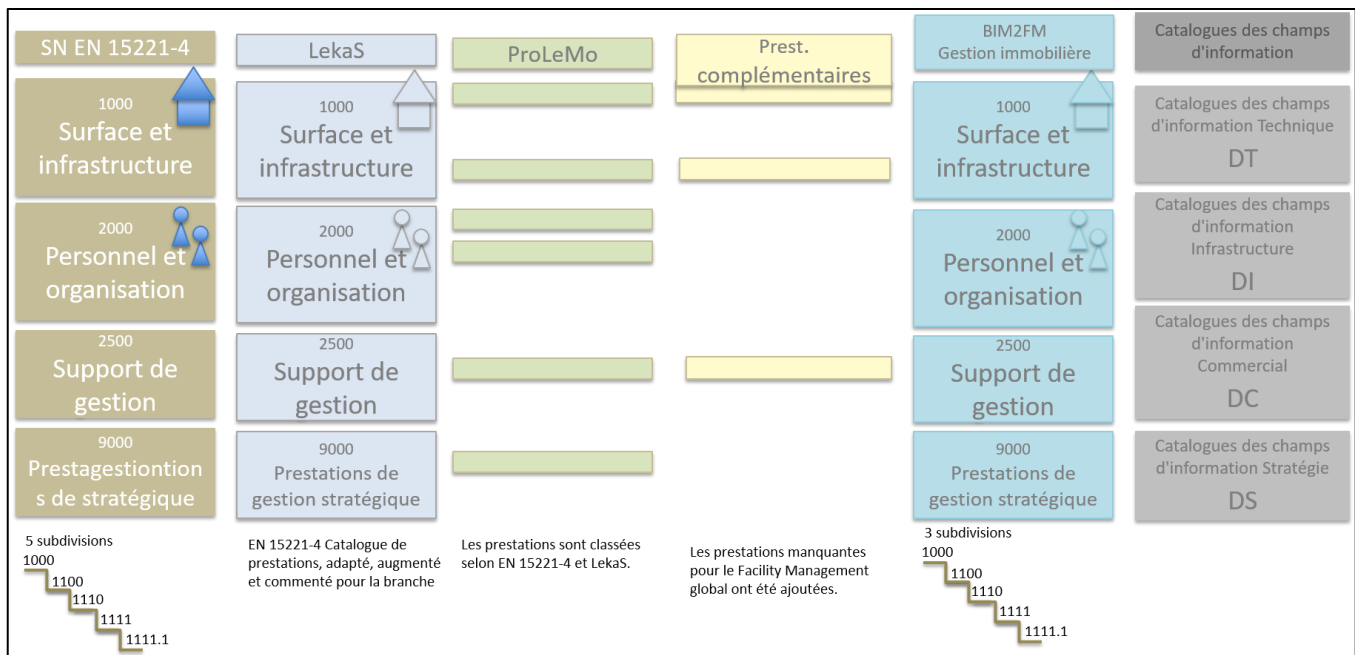 SN EN 15221-4
1000
Surface et
infrastructure
2000
Personnel et
organisation
2500
Support de
gestion
9000
Prestagestiontion
s de stratégique
5 subdivisions
1000
1100
1110
1111
1111.1
LekaS
1000
Surface et
infrastructure
2000
Personnel et
organisation
2500
Support de
gestion
9000
Prestations de
gestion stratégique
EN 15221-4 Catalogue de
prestations, adapté, augmenté
et commenté pour la branche
ProLeMo
Les prestations sont classées
selon EN 15221-4 et LekaS.
Prest.
complémentaires
Les prestations manquantes
pour le Facility Management
global ont été ajoutées.
BIM2FM
Gestion immobilière
1000
Surface et
infrastructure
2000
Personnel et
organisation
2500
Support de
gestion
9000
Prestations de
gestion stratégique
3 subdivisions
1000
1100
1110
1111
1111.1
Catalogues des champs
d'information
Catalogues des champs
d'information Technique
DT
Catalogues des champs
d'information
Infrastructure
DI
Catalogues des champs
d'information
Commercial
DC
Catalogues des champs
d'information Stratégie
DS